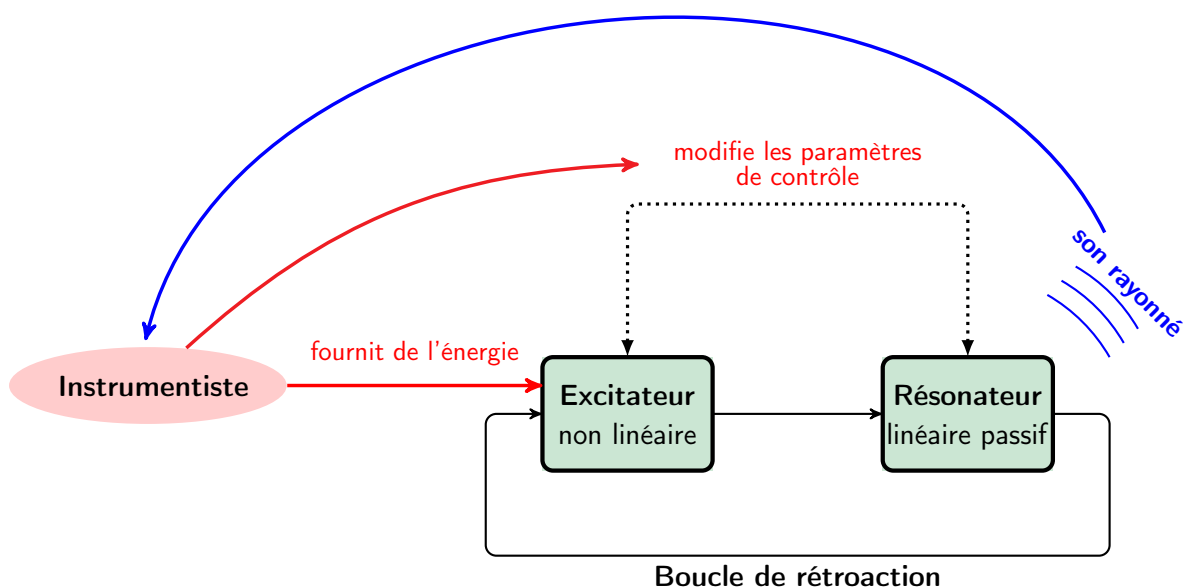 modifie les paramètres
de contrôle
son rayonné
fournit de l'énergie
Instrumentiste
Excitateur
non linéaire
Résonateur
linéaire passif
Boucle de rétroaction